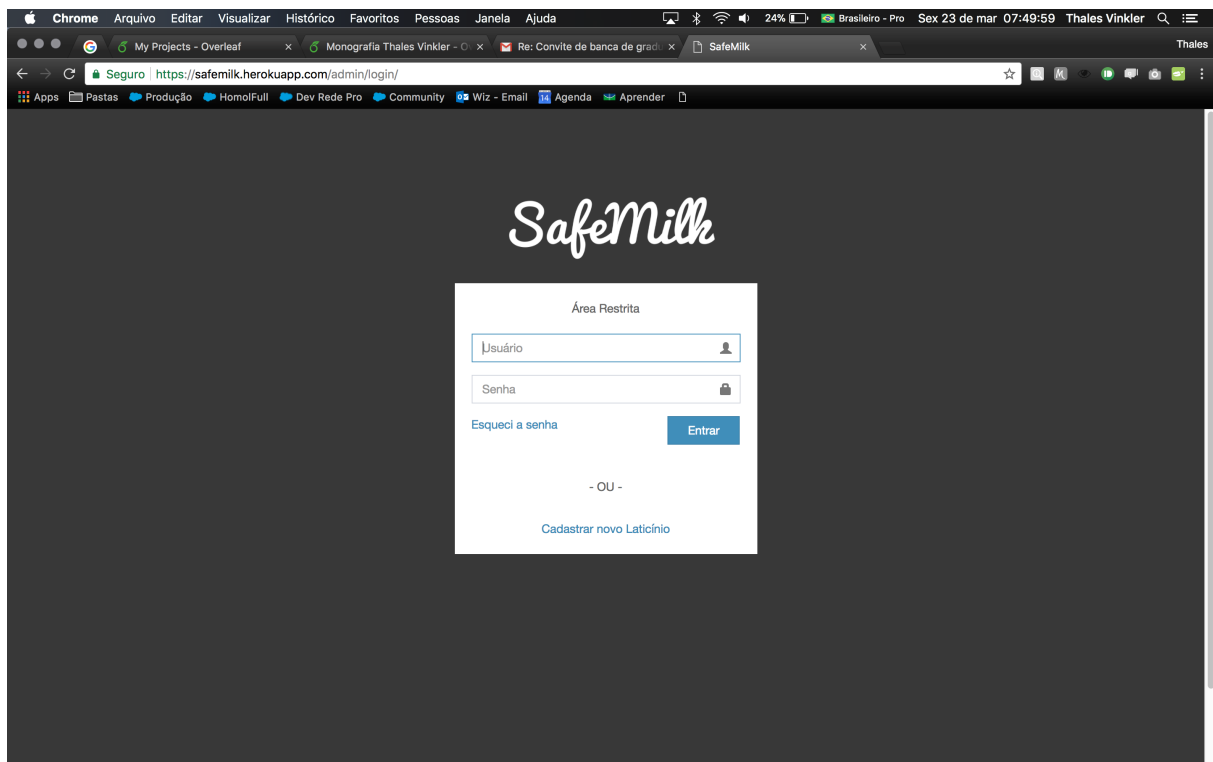 Chrome Arquivo Editar Visualizar Histórico Favoritos Pessoas Janela Ajuda 24% Brasileiro - Pro Sex 23 de mar 07:49:59 Thales Vinkler
My Projects - Overleaf Monografia Thales Vinkler - O Re: Convite de banca de gradu SafeMilk Thales
Seguro https://safemilk.herokuapp.com/admin/login/
Apps Pastas Produção HomolFull Dev Rede Pro Community Wiz - Email 14 Agenda Aprender
SafeMilk
Área Restrita
Usuário
Senha
Esqueci a senha Entrar
- OU -
Cadastrar novo Laticínio